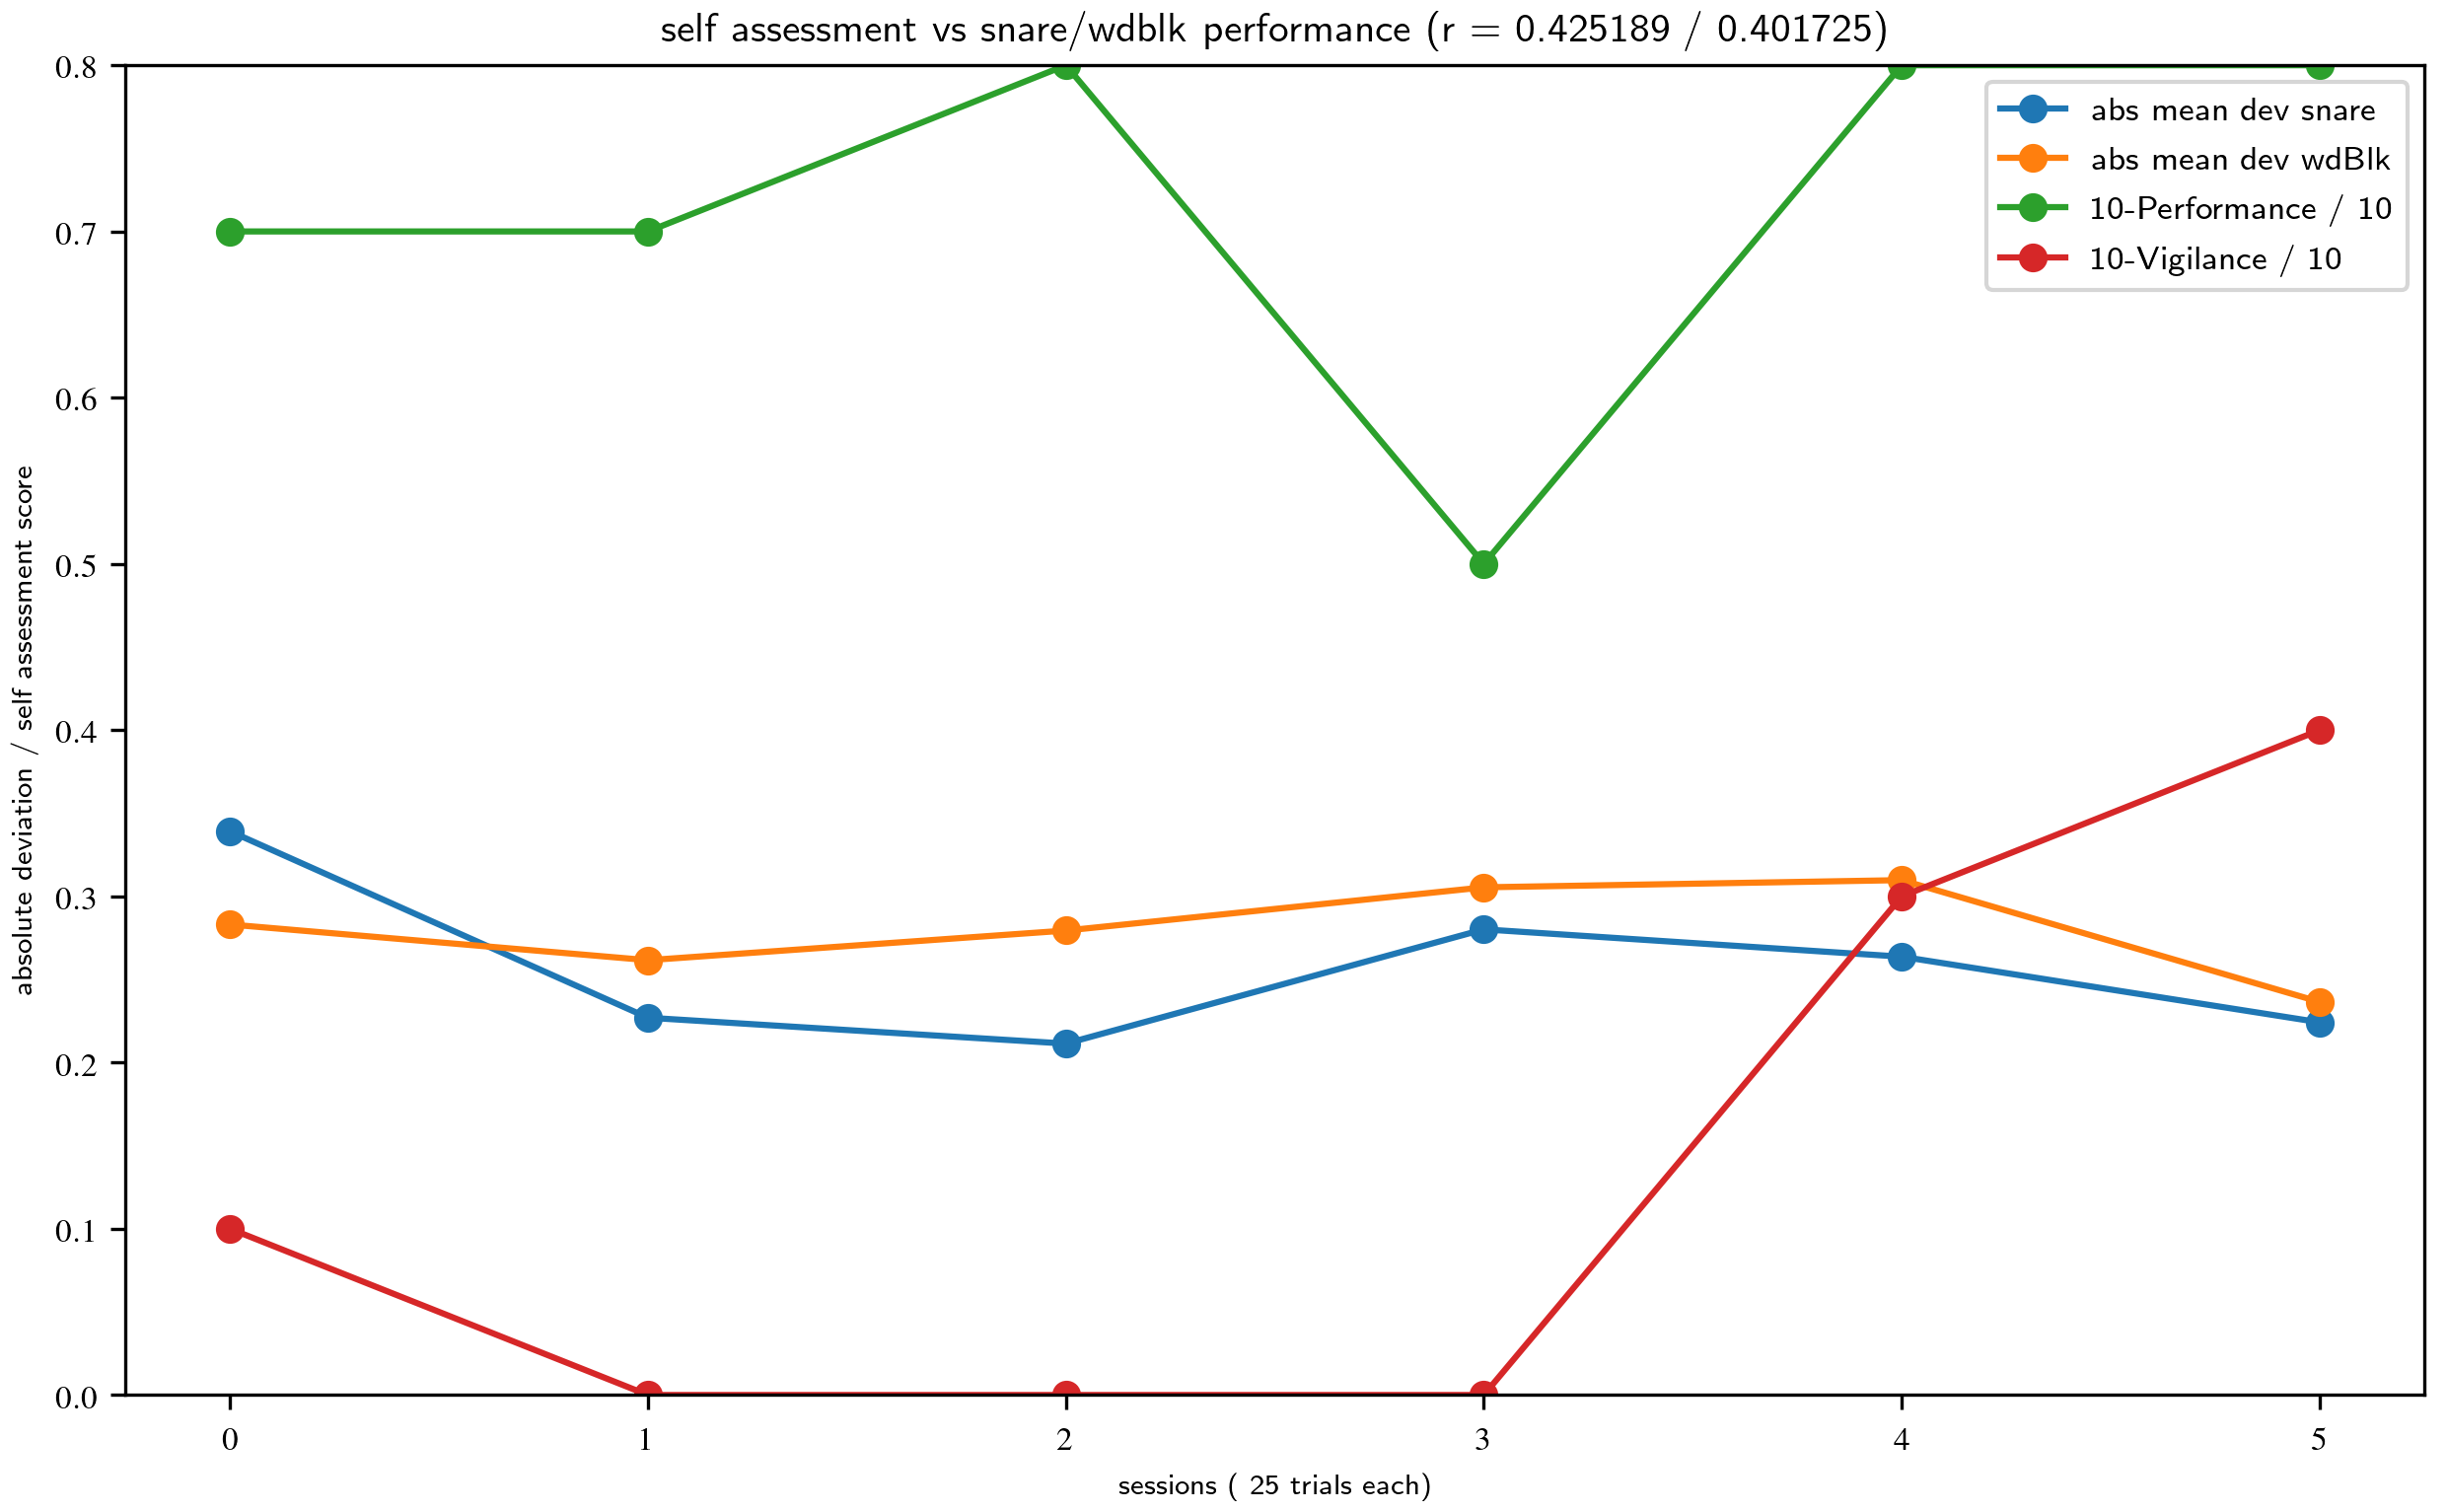 self assessment vs snare/wdblk performance (r = 0.425189 / 0.401725)
0.8
0.7
0.6
0.5
0.4
0.3
0.2
0.1
0.0
absolute deviation / self assessment score
abs mean dev snare
abs mean dev wdBlk
10-Performance / 10
10-Vigilance / 10
0 1 2 3 4 5
sessions ( 25 trials each)